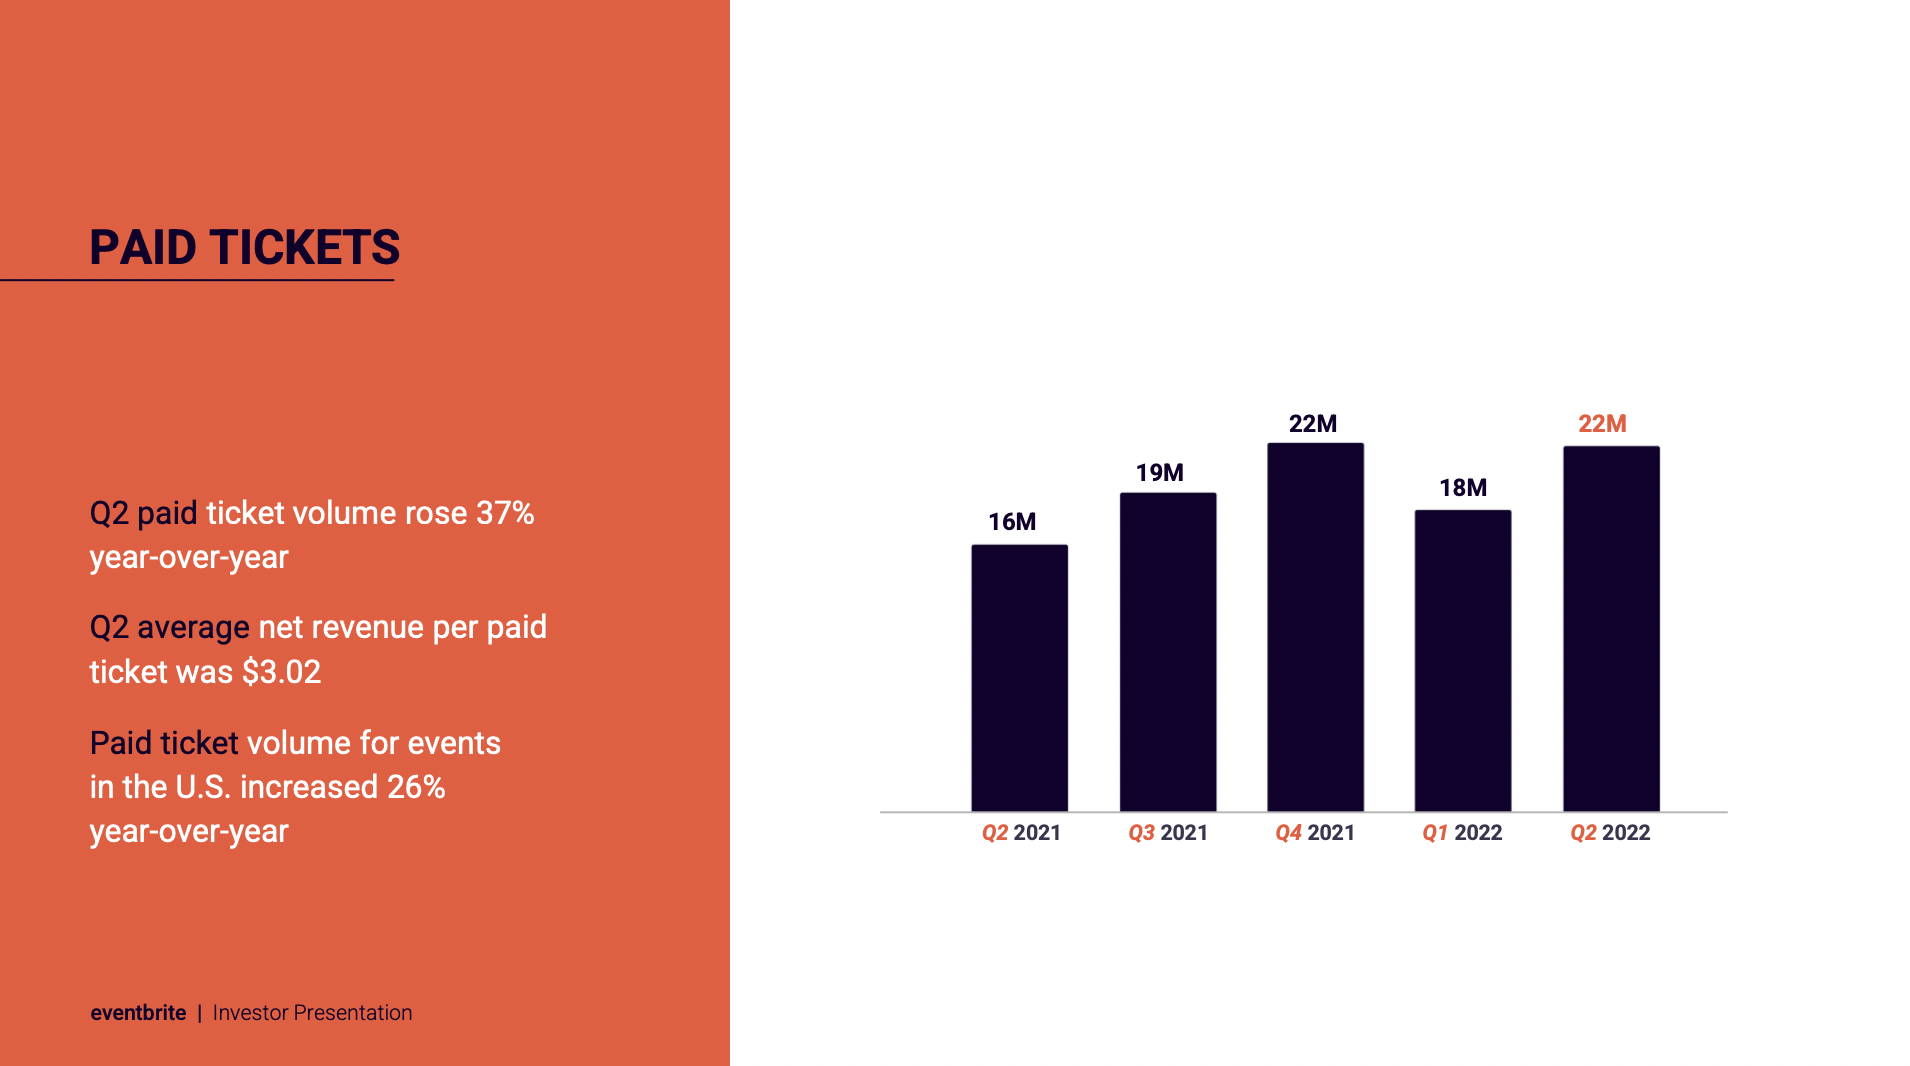 PAID TICKETS
Q2 paid ticket volume rose 37%
year-over-year
Q2 average net revenue per paid
ticket was $3.02
Paid ticket volume for events
in the U.S. increased 26%
year-over-year
eventbrite | Investor Presentation
16M
19M
22M
18M
22M
Q2 2021
Q3 2021
Q4 2021
Q1 2022
Q2 2022